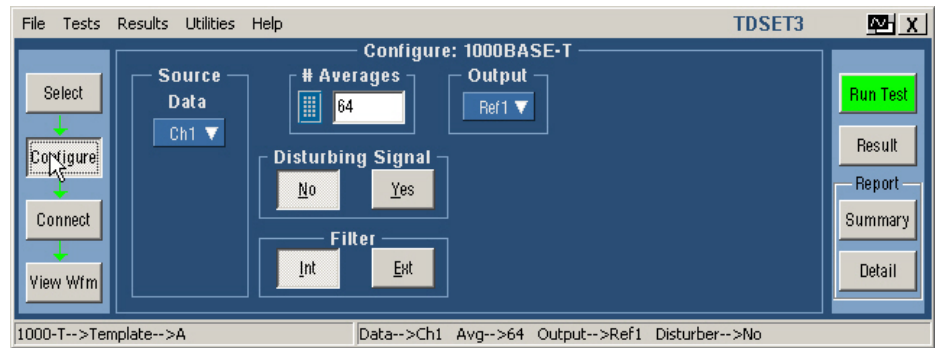 File Tests Results Utilities Help TDSET3 X
Configure: 1000BASE-T
Select
Configure
Connect
View Wfm
Source
Data
Ch1
# Averages
64
Output
Ref1
Disturbing Signal
No Yes
Filter
Int Ext
Run Test
Result
Report
Summary
Detail
1000-T-->Template-->A Data-->Ch1 Avg-->64 Output-->Ref1 Disturber-->No